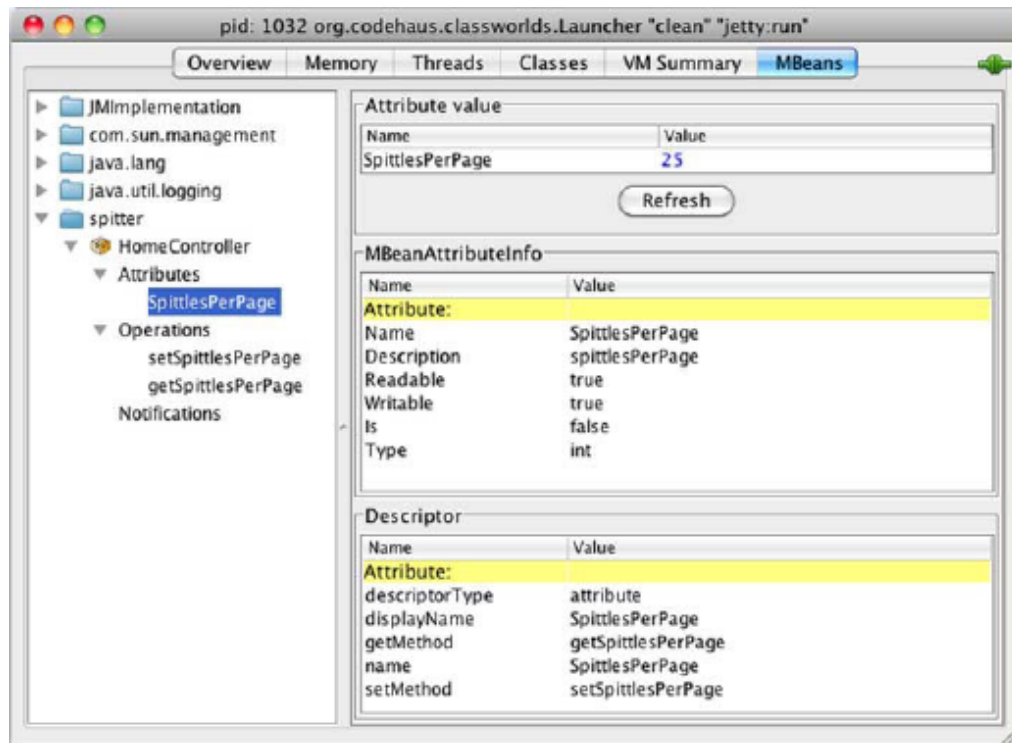 pid: 1032 org.codehaus.classworlds.Launcher "clean" "jetty:run"
Overview Memory Threads Classes VM Summary MBeans
JMImplementation
com.sun.management
java.lang
java.util.logging
spitter
HomeController
Attributes
SpittlesPerPage
Operations
setSpittlesPerPage
getSpittlesPerPage
Notifications
Attribute value
Name Value
SpittlesPerPage 25
Refresh
MBeanAttributeInfo
Name Value
Attribute:
Name SpittlesPerPage
Description spittlesPerPage
Readable true
Writable true
Is false
Type int
Descriptor
Name Value
Attribute:
descriptorType attribute
displayName SpittlesPerPage
getMethod getSpittlesPerPage
name SpittlesPerPage
setMethod setSpittlesPerPage